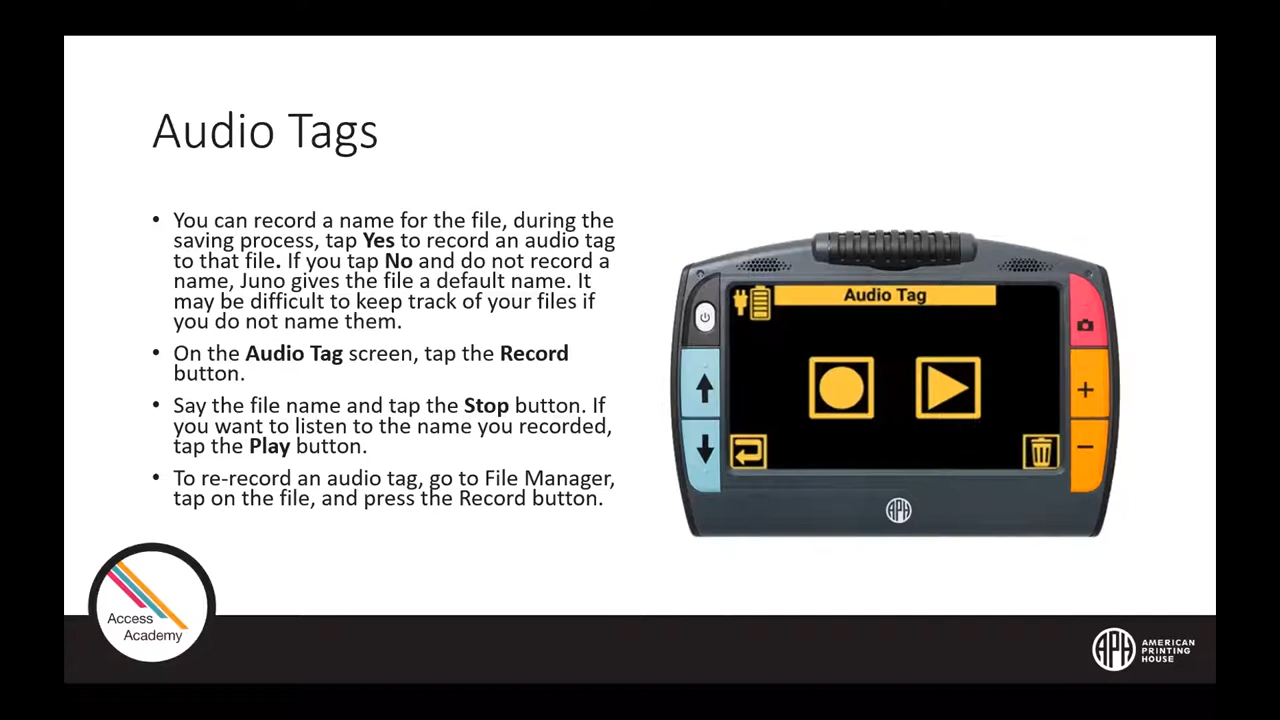 Audio Tags
• You can record a name for the file, during the
saving process, tap Yes to record an audio tag
to that file. If you tap No and do not record a
name, Juno gives the file a default name. It
may be difficult to keep track of your files if
you do not name them.
• On the Audio Tag screen, tap the Record
button.
• Say the file name and tap the Stop button. If
you want to listen to the name you recorded,
tap the Play button.
• To re-record an audio tag, go to File Manager,
tap on the file, and press the Record button.
Audio Tag
+
−
APH
Access
Academy
APH
AMERICAN
PRINTING
HOUSE